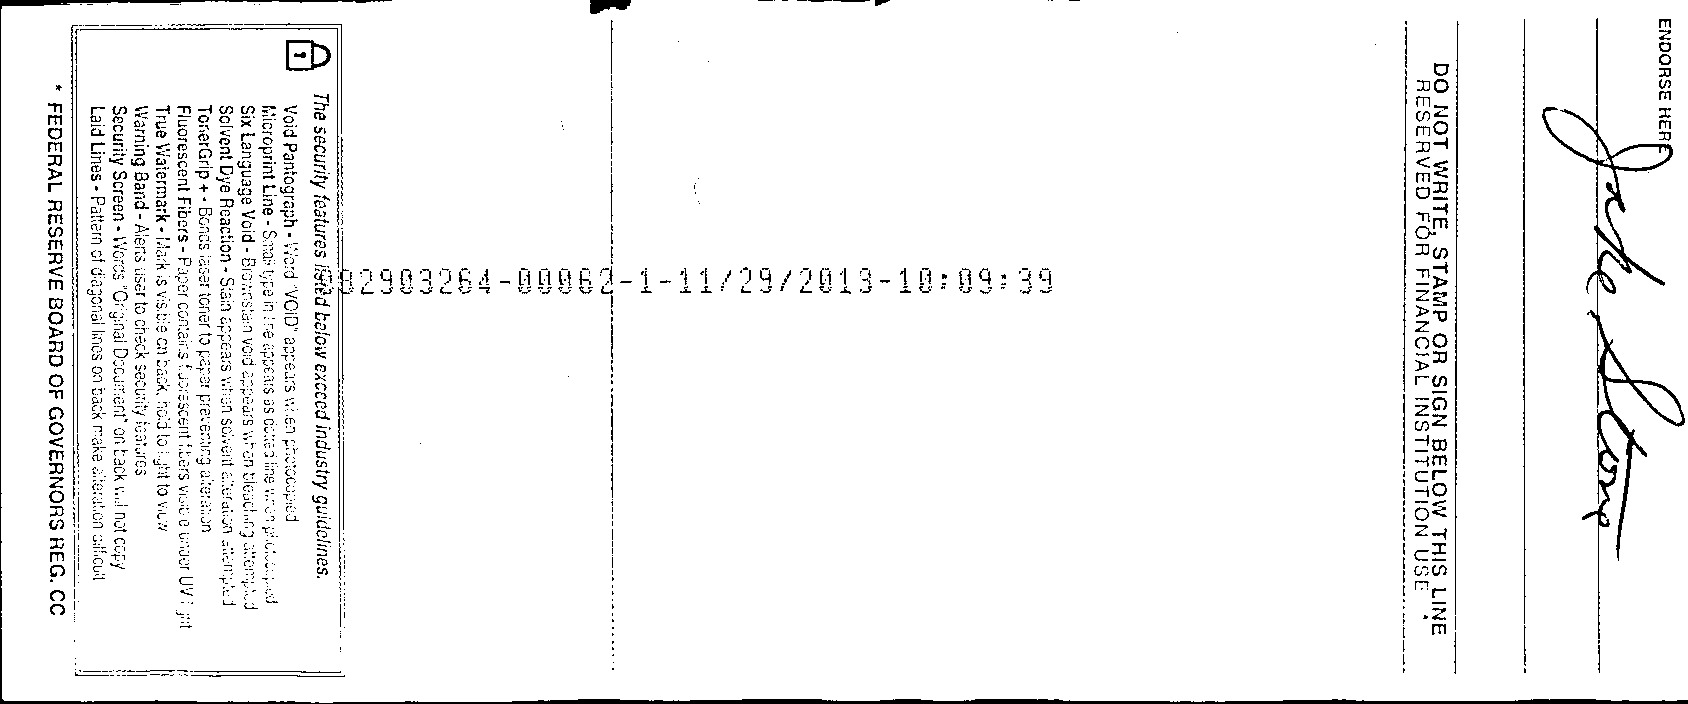 ENDORSE HERE
Jake Stone
DO NOT WRITE, STAMP OR SIGN BELOW THIS LINE
RESERVED FOR FINANCIAL INSTITUTION USE *
82903264-00062-1-11/29/2013-10:09:39
The security features listed below exceed industry guidelines.
Void Pantograph - Word "VOID" appears when photocopied
Microprint Line - Small type in line appears as dotted line when photocopied
Six Language Void - Brownstain void appears when bleaching attempted
Solvent Dye Reaction - Stain appears when solvent alteration attempted
TonerGrip + - Bonds laser toner to paper preventing alteration
Fluorescent Fibers - Paper contains fluorescent fibers visible under UV light
True Watermark - Mark is visible on back, hold to light to view
Warning Band - Alerts user to check security features
Security Screen - Words "Original Document" on back will not copy
Laid Lines - Pattern of diagonal lines on back make alteration difficult
* FEDERAL RESERVE BOARD OF GOVERNORS REG. CC